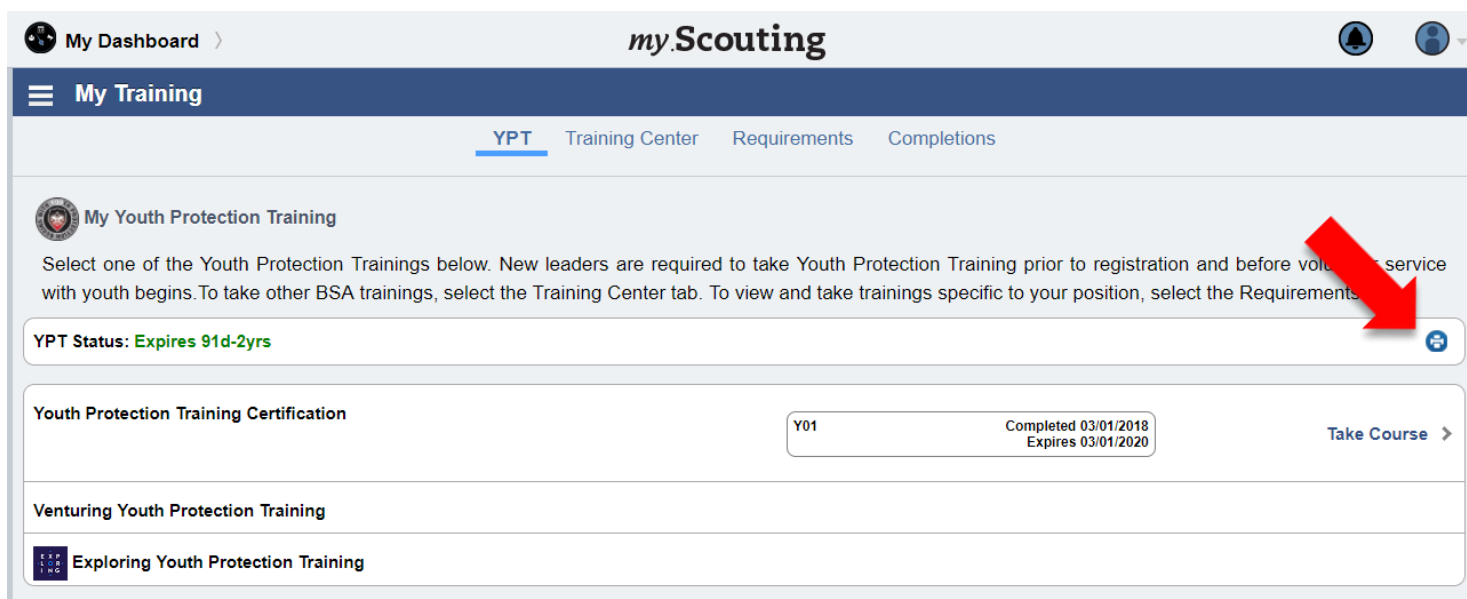 My Dashboard
my.Scouting
My Training
YPT Training Center Requirements Completions
My Youth Protection Training
Select one of the Youth Protection Trainings below. New leaders are required to take Youth Protection Training prior to registration and before service
with youth begins.To take other BSA trainings, select the Training Center tab. To view and take trainings specific to your position, select the Requirements
YPT Status: Expires 91d-2yrs
Youth Protection Training Certification
Y01 Completed 03/01/2018
Expires 03/01/2020
Take Course
Venturing Youth Protection Training
EXP
LOR
ING
Exploring Youth Protection Training